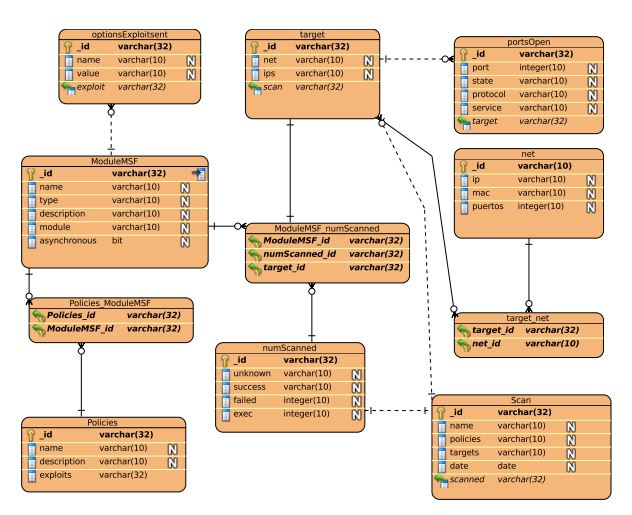 optionsExploitsent
_id varchar(32)
name varchar(10) N
value varchar(10) N
exploit varchar(32)
target
_id varchar(32)
net varchar(10) N
ips varchar(10) N
scan varchar(32)
portsOpen
_id varchar(32)
port integer(10) N
state varchar(10) N
protocol varchar(10) N
service varchar(10) N
target varchar(32)
ModuleMSF
_id varchar(32)
name varchar(10) N
type varchar(10) N
description varchar(10) N
module varchar(10) N
asynchronous bit N
net
_id varchar(10)
ip varchar(10) N
mac varchar(10) N
puertos integer(10) N
ModuleMSF_numScanned
ModuleMSF_id varchar(32)
numScanned_id varchar(32)
target_id varchar(32)
Policies_ModuleMSF
Policies_id varchar(32)
ModuleMSF_id varchar(32)
target_net
target_id varchar(32)
net_id varchar(10)
numScanned
_id varchar(32)
unknown varchar(10) N
success varchar(10) N
failed integer(10) N
exec integer(10) N
Scan
_id varchar(32)
name varchar(10) N
policies varchar(10) N
targets varchar(10) N
date date N
scanned varchar(32)
Policies
_id varchar(32)
name varchar(10) N
description varchar(10) N
exploits varchar(32)